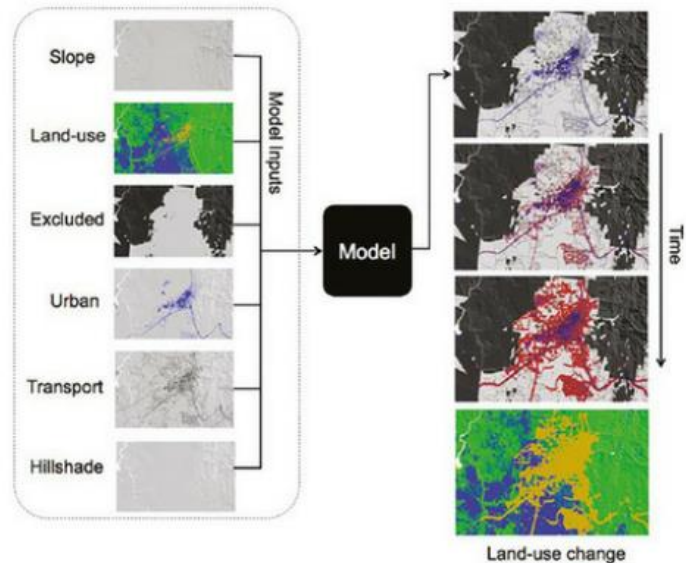 Slope
Land-use
Excluded
Urban
Transport
Hillshade
Model Inputs
Model
Time
Land-use change